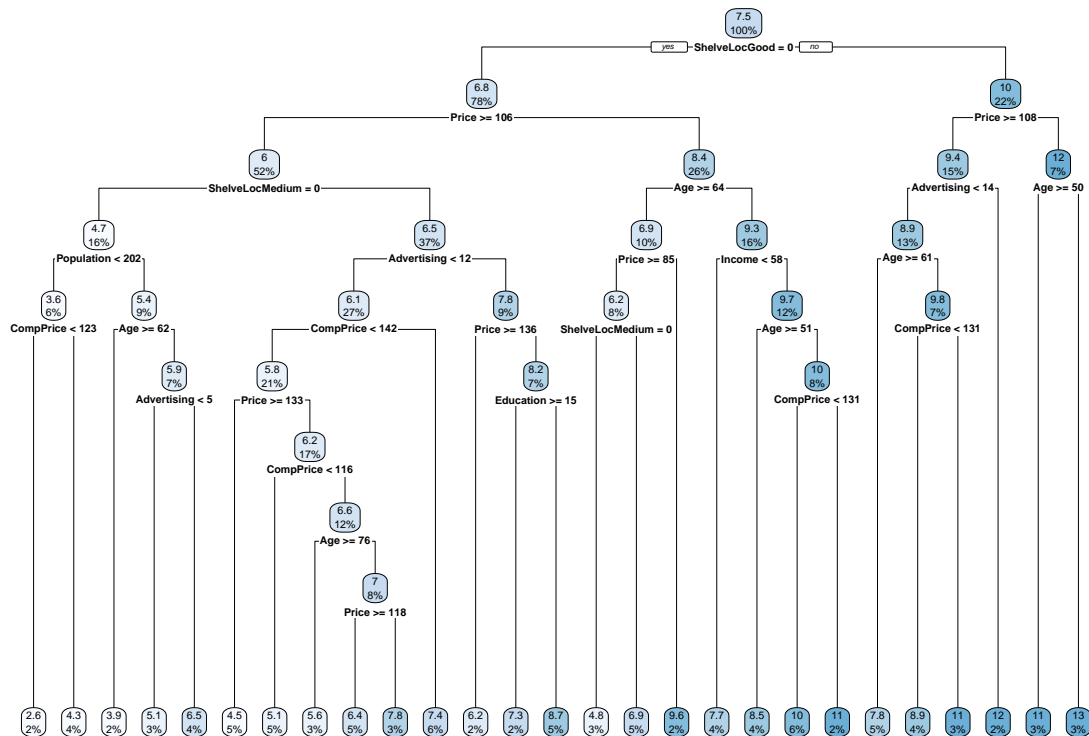 7.5
100%
yes ShelveLocGood = 0 no
6.8 10
78% 22%
Price >= 106 Price >= 108
6 8.4 9.4 12
52% 26% 15% 7%
ShelveLocMedium = 0 Age >= 64 Advertising < 14 Age >= 50
4.7 6.5 6.9 9.3 8.9
16% 37% 10% 16% 13%
Population < 202 Advertising < 12 Price >= 85 Income < 58 Age >= 61
3.6 5.4 6.1 7.8 6.2 9.7 9.8
6% 9% 27% 9% 8% 12% 7%
CompPrice < 123 Age >= 62 CompPrice < 142 Price >= 136 ShelveLocMedium = 0 Age >= 51 CompPrice < 131
5.9 5.8 8.2 10
7% 21% 7% 8%
Advertising < 5 Price >= 133 Education >= 15 CompPrice < 131
6.2
17%
CompPrice < 116
6.6
12%
Age >= 76
7
8%
Price >= 118
2.6 4.3 3.9 5.1 6.5 4.5 5.1 5.6 6.4 7.8 7.4 6.2 7.3 8.7 4.8 6.9 9.6 7.7 8.5 10 11 7.8 8.9 11 12 11 13
2% 4% 2% 3% 4% 5% 5% 3% 5% 3% 6% 2% 2% 5% 3% 5% 2% 4% 4% 6% 2% 5% 4% 3% 2% 3% 3%